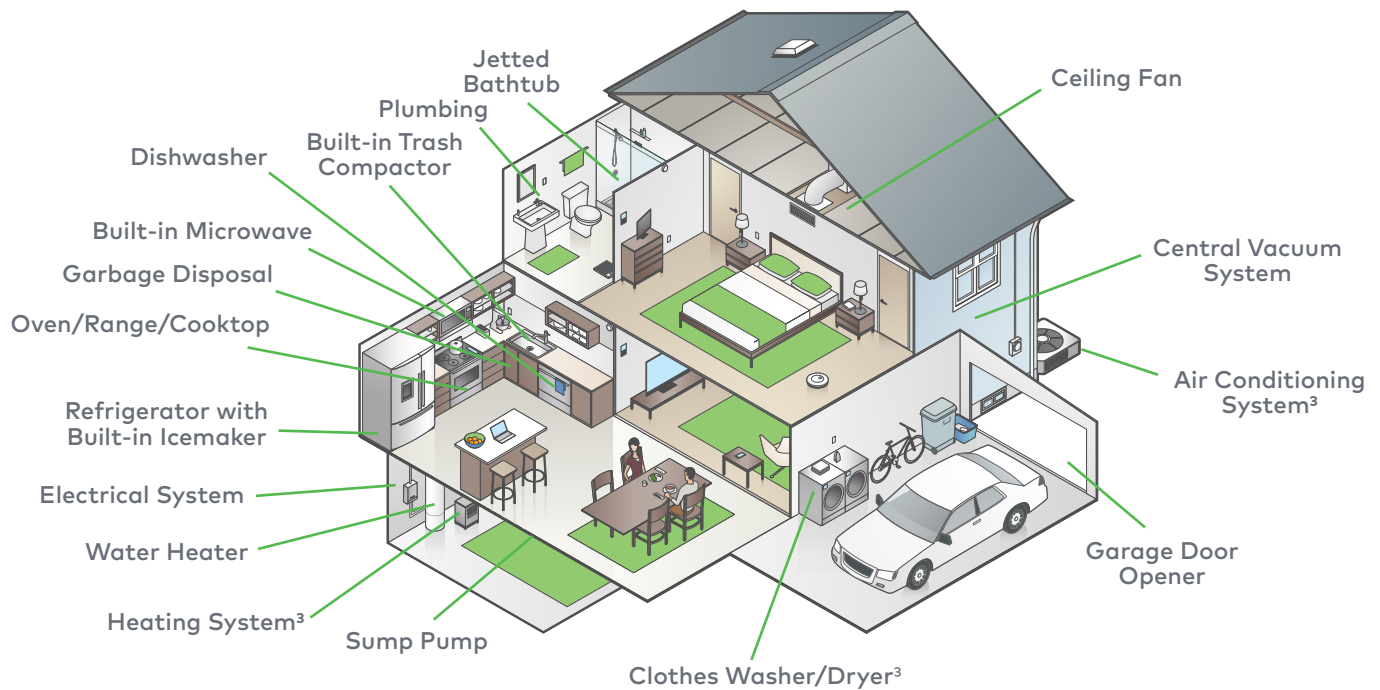 Jetted
Bathtub
Plumbing
Built-in Trash
Compactor
Dishwasher
Built-in Microwave
Garbage Disposal
Oven/Range/Cooktop
Refrigerator with
Built-in Icemaker
Electrical System
Water Heater
Heating System³
Sump Pump
Clothes Washer/Dryer³
Ceiling Fan
Central Vacuum
System
Air Conditioning
System³
Garage Door
Opener